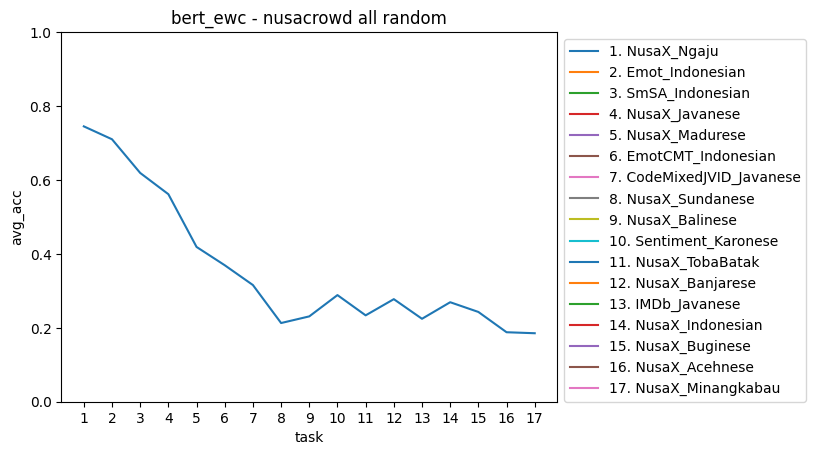 bert_ewc - nusacrowd all random
avg_acc
1.0
0.8
0.6
0.4
0.2
0.0
1 2 3 4 5 6 7 8 9 10 11 12 13 14 15 16 17
task
1. NusaX_Ngaju
2. Emot_Indonesian
3. SmSA_Indonesian
4. NusaX_Javanese
5. NusaX_Madurese
6. EmotCMT_Indonesian
7. CodeMixedJVID_Javanese
8. NusaX_Sundanese
9. NusaX_Balinese
10. Sentiment_Karonese
11. NusaX_TobaBatak
12. NusaX_Banjarese
13. IMDb_Javanese
14. NusaX_Indonesian
15. NusaX_Buginese
16. NusaX_Acehnese
17. NusaX_Minangkabau